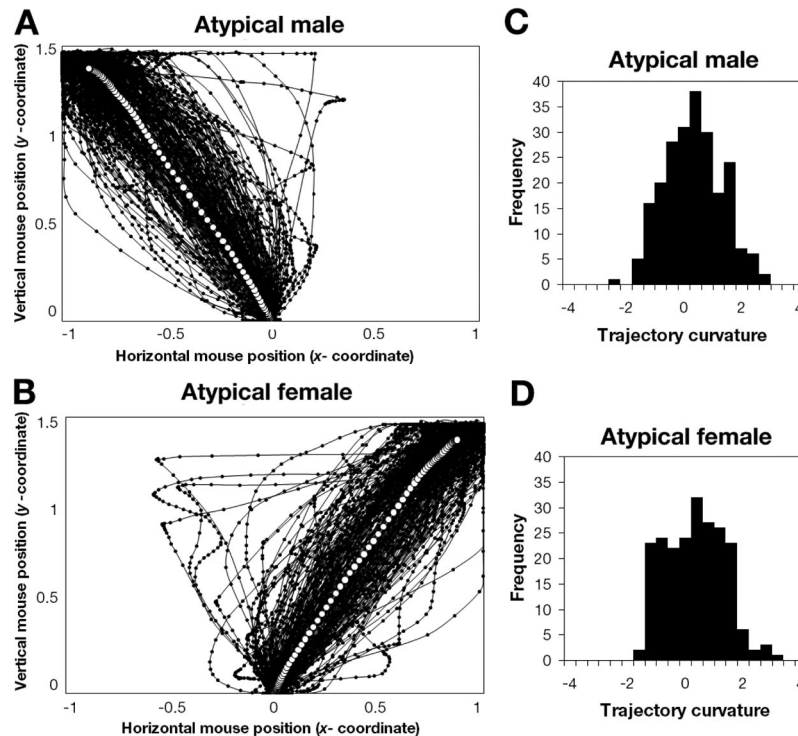 A
Atypical male
1.5
1
0.5
0
-1
-0.5
0
0.5
1
Vertical mouse position (y -coordinate)
Horizontal mouse position (x- coordinate)
B
Atypical female
1.5
1
0.5
0
-1
-0.5
0
0.5
1
Vertical mouse position (y -coordinate)
Horizontal mouse position (x- coordinate)
C
Atypical male
40
35
30
25
20
15
10
5
0
-4
-2
0
2
4
Frequency
Trajectory curvature
D
Atypical female
40
35
30
25
20
15
10
5
0
-4
-2
0
2
4
Frequency
Trajectory curvature